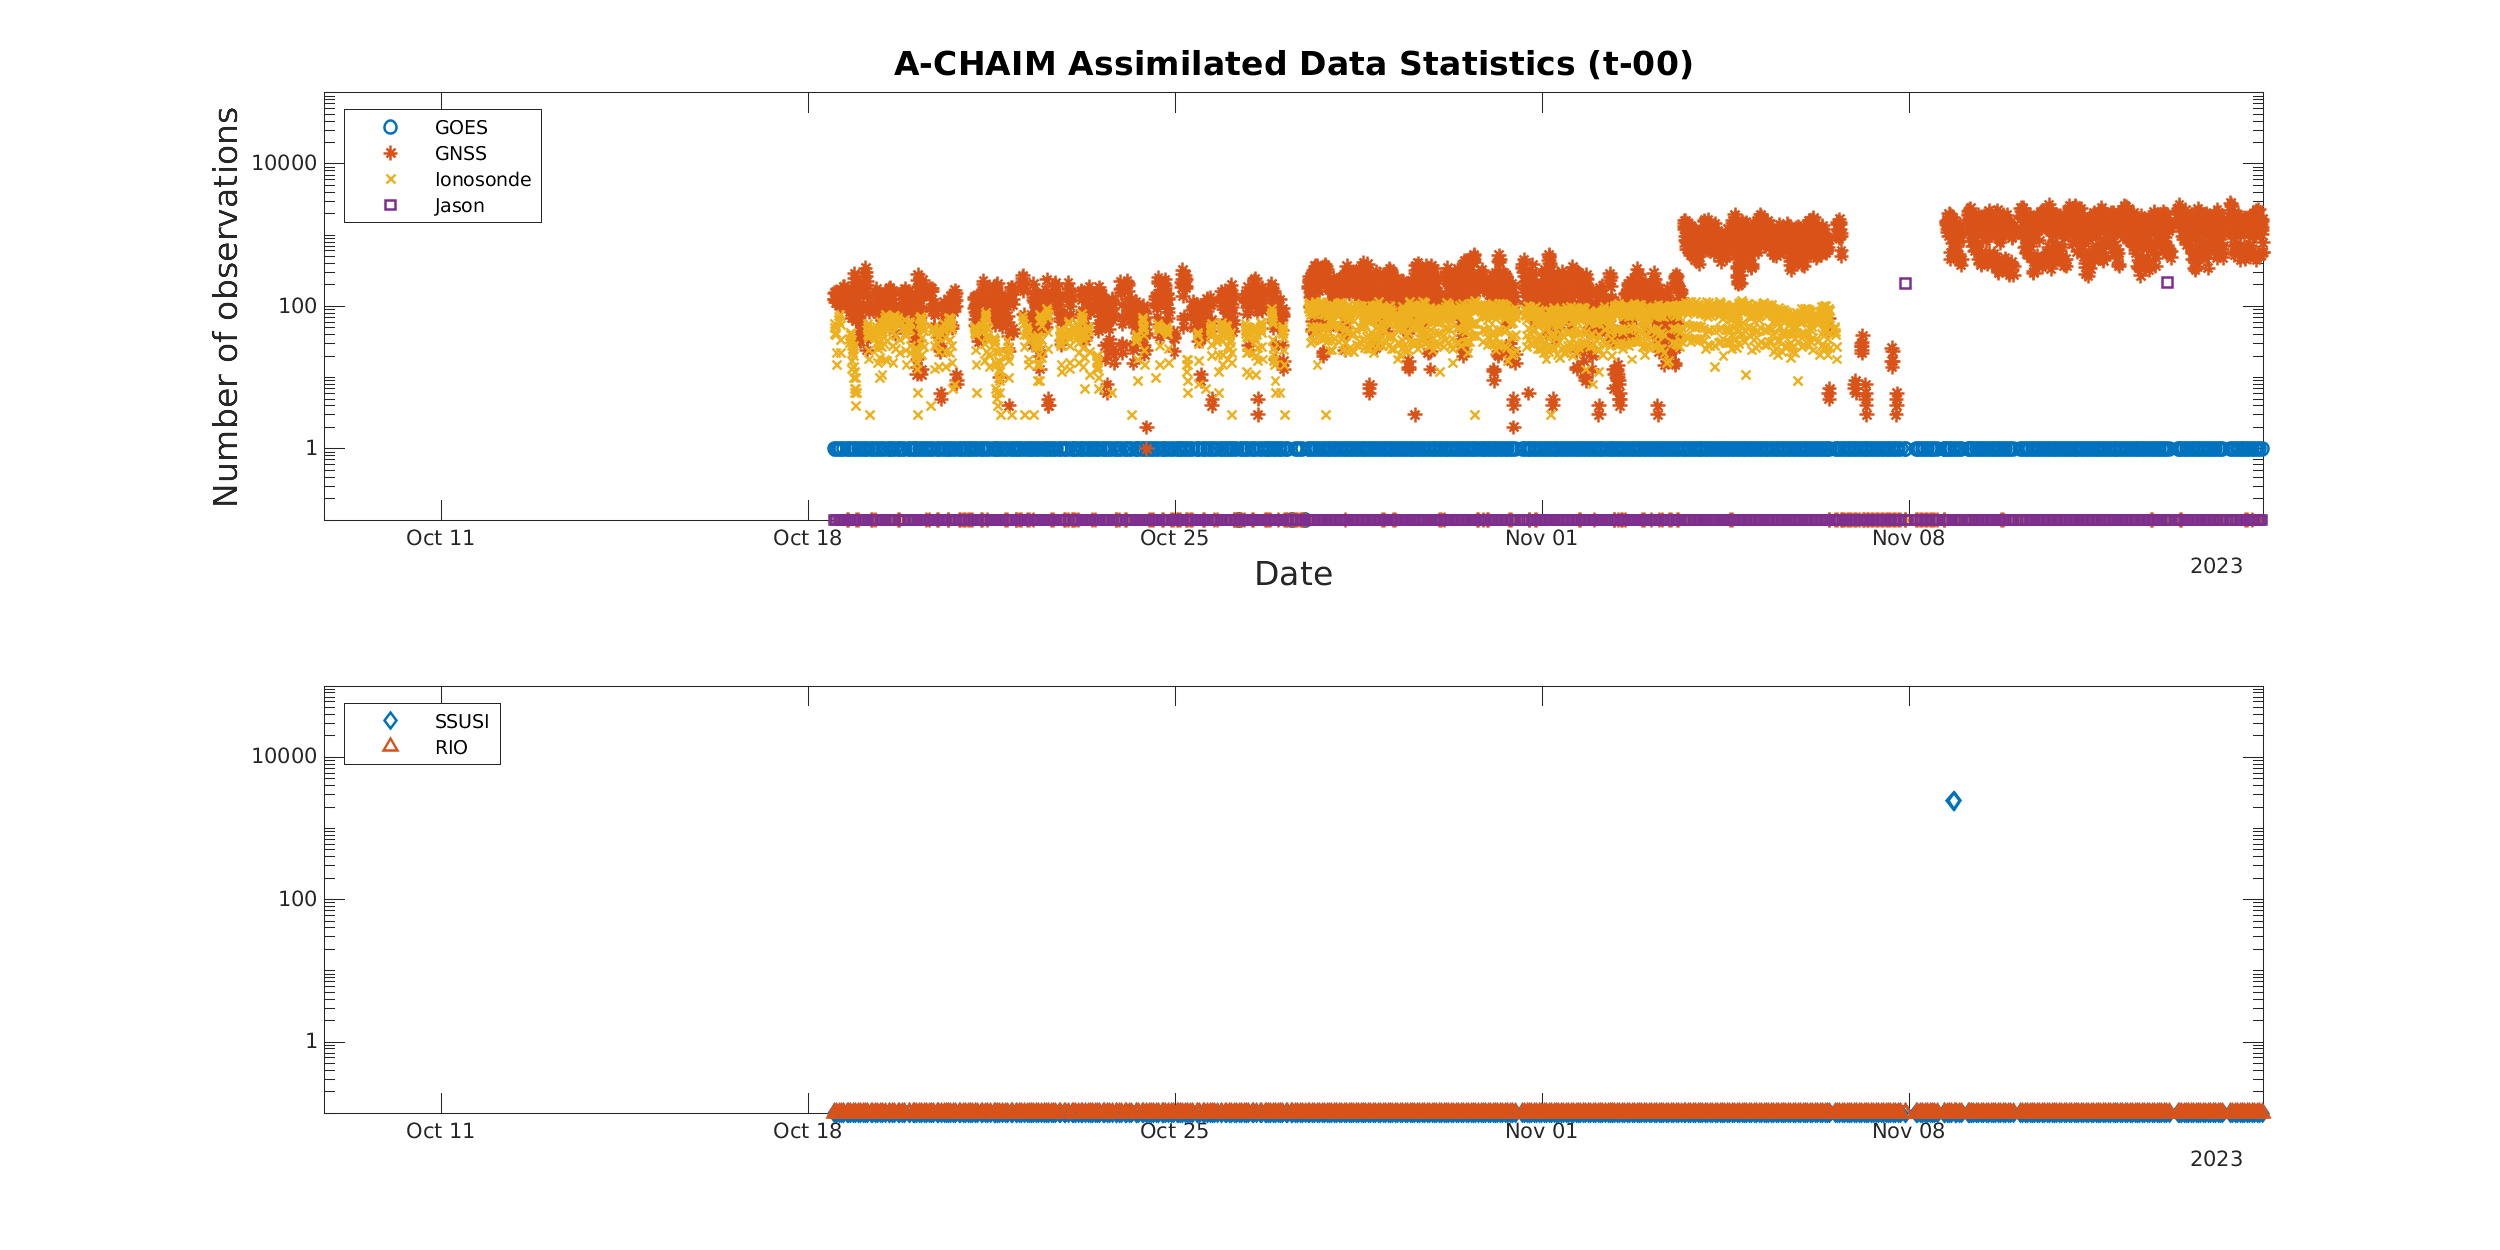 A-CHAIM Assimilated Data Statistics (t-00)
Number of observations
GOES
GNSS
Ionosonde
Jason
10000
100
1
Oct 11 Oct 18 Oct 25 Nov 01 Nov 08
2023
Date
SSUSI
RIO
10000
100
1
Oct 11 Oct 18 Oct 25 Nov 01 Nov 08
2023